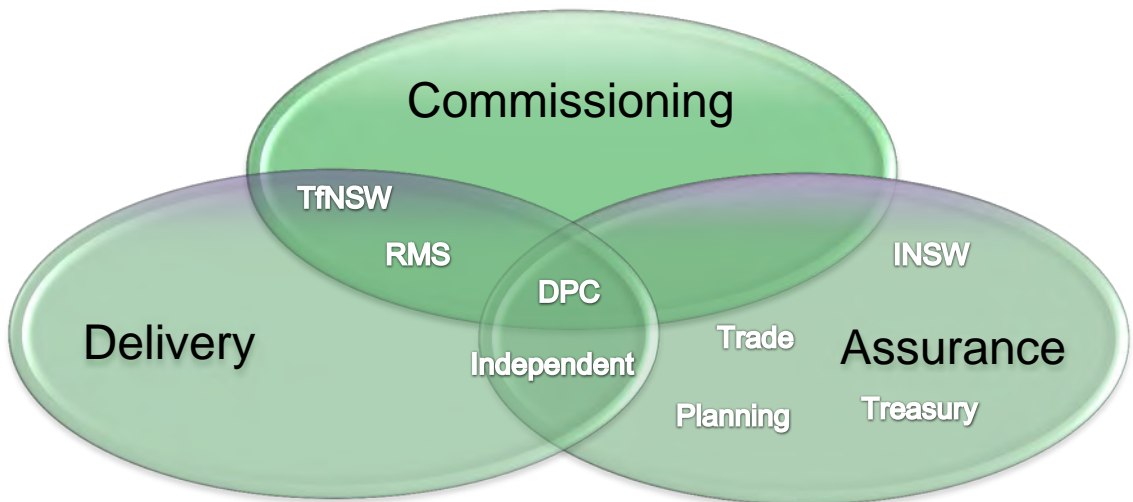 Commissioning
TfNSW
RMS
INSW
DPC
Delivery
Trade
Assurance
Independent
Planning
Treasury